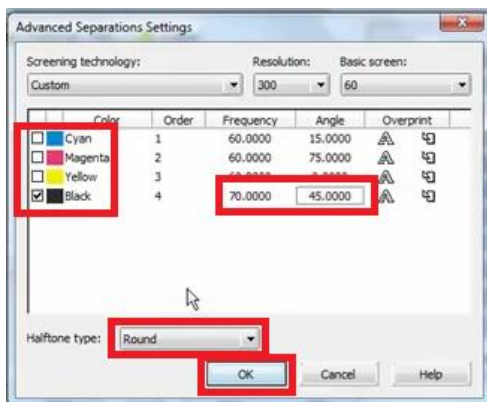 Advanced Separations Settings
Screening technology: Resolution: Basic screen:
Custom 300 60
Color Order Frequency Angle Overprint
Cyan 1 60.0000 15.0000
Magenta 2 60.0000 75.0000
Yellow 3
Black 4 70.0000 45.0000
Halftone type: Round
OK Cancel Help